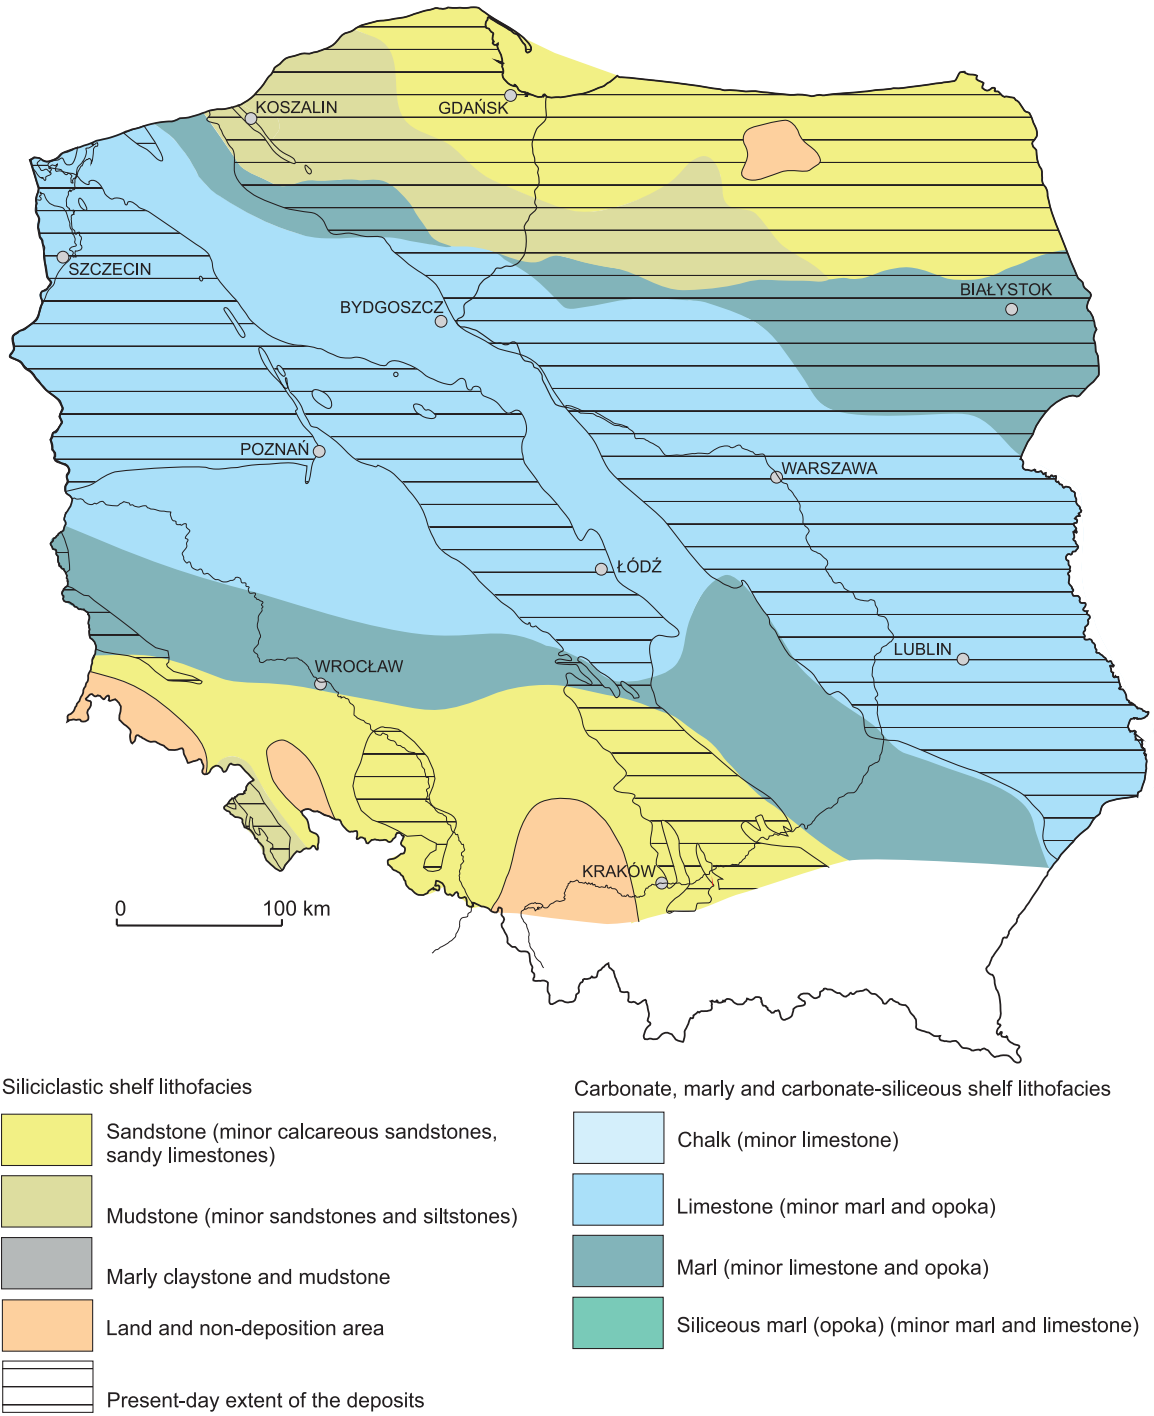 KOSZALIN
GDAŃSK
SZCZECIN
BIAŁYSTOK
BYDGOSZCZ
POZNAŃ
WARSZAWA
ŁÓDŹ
LUBLIN
WROCŁAW
KRAKÓW
0 100 km
Siliciclastic shelf lithofacies
Sandstone (minor calcareous sandstones,
sandy limestones)
Mudstone (minor sandstones and siltstones)
Marly claystone and mudstone
Land and non-deposition area
Present-day extent of the deposits
Carbonate, marly and carbonate-siliceous shelf lithofacies
Chalk (minor limestone)
Limestone (minor marl and opoka)
Marl (minor limestone and opoka)
Siliceous marl (opoka) (minor marl and limestone)